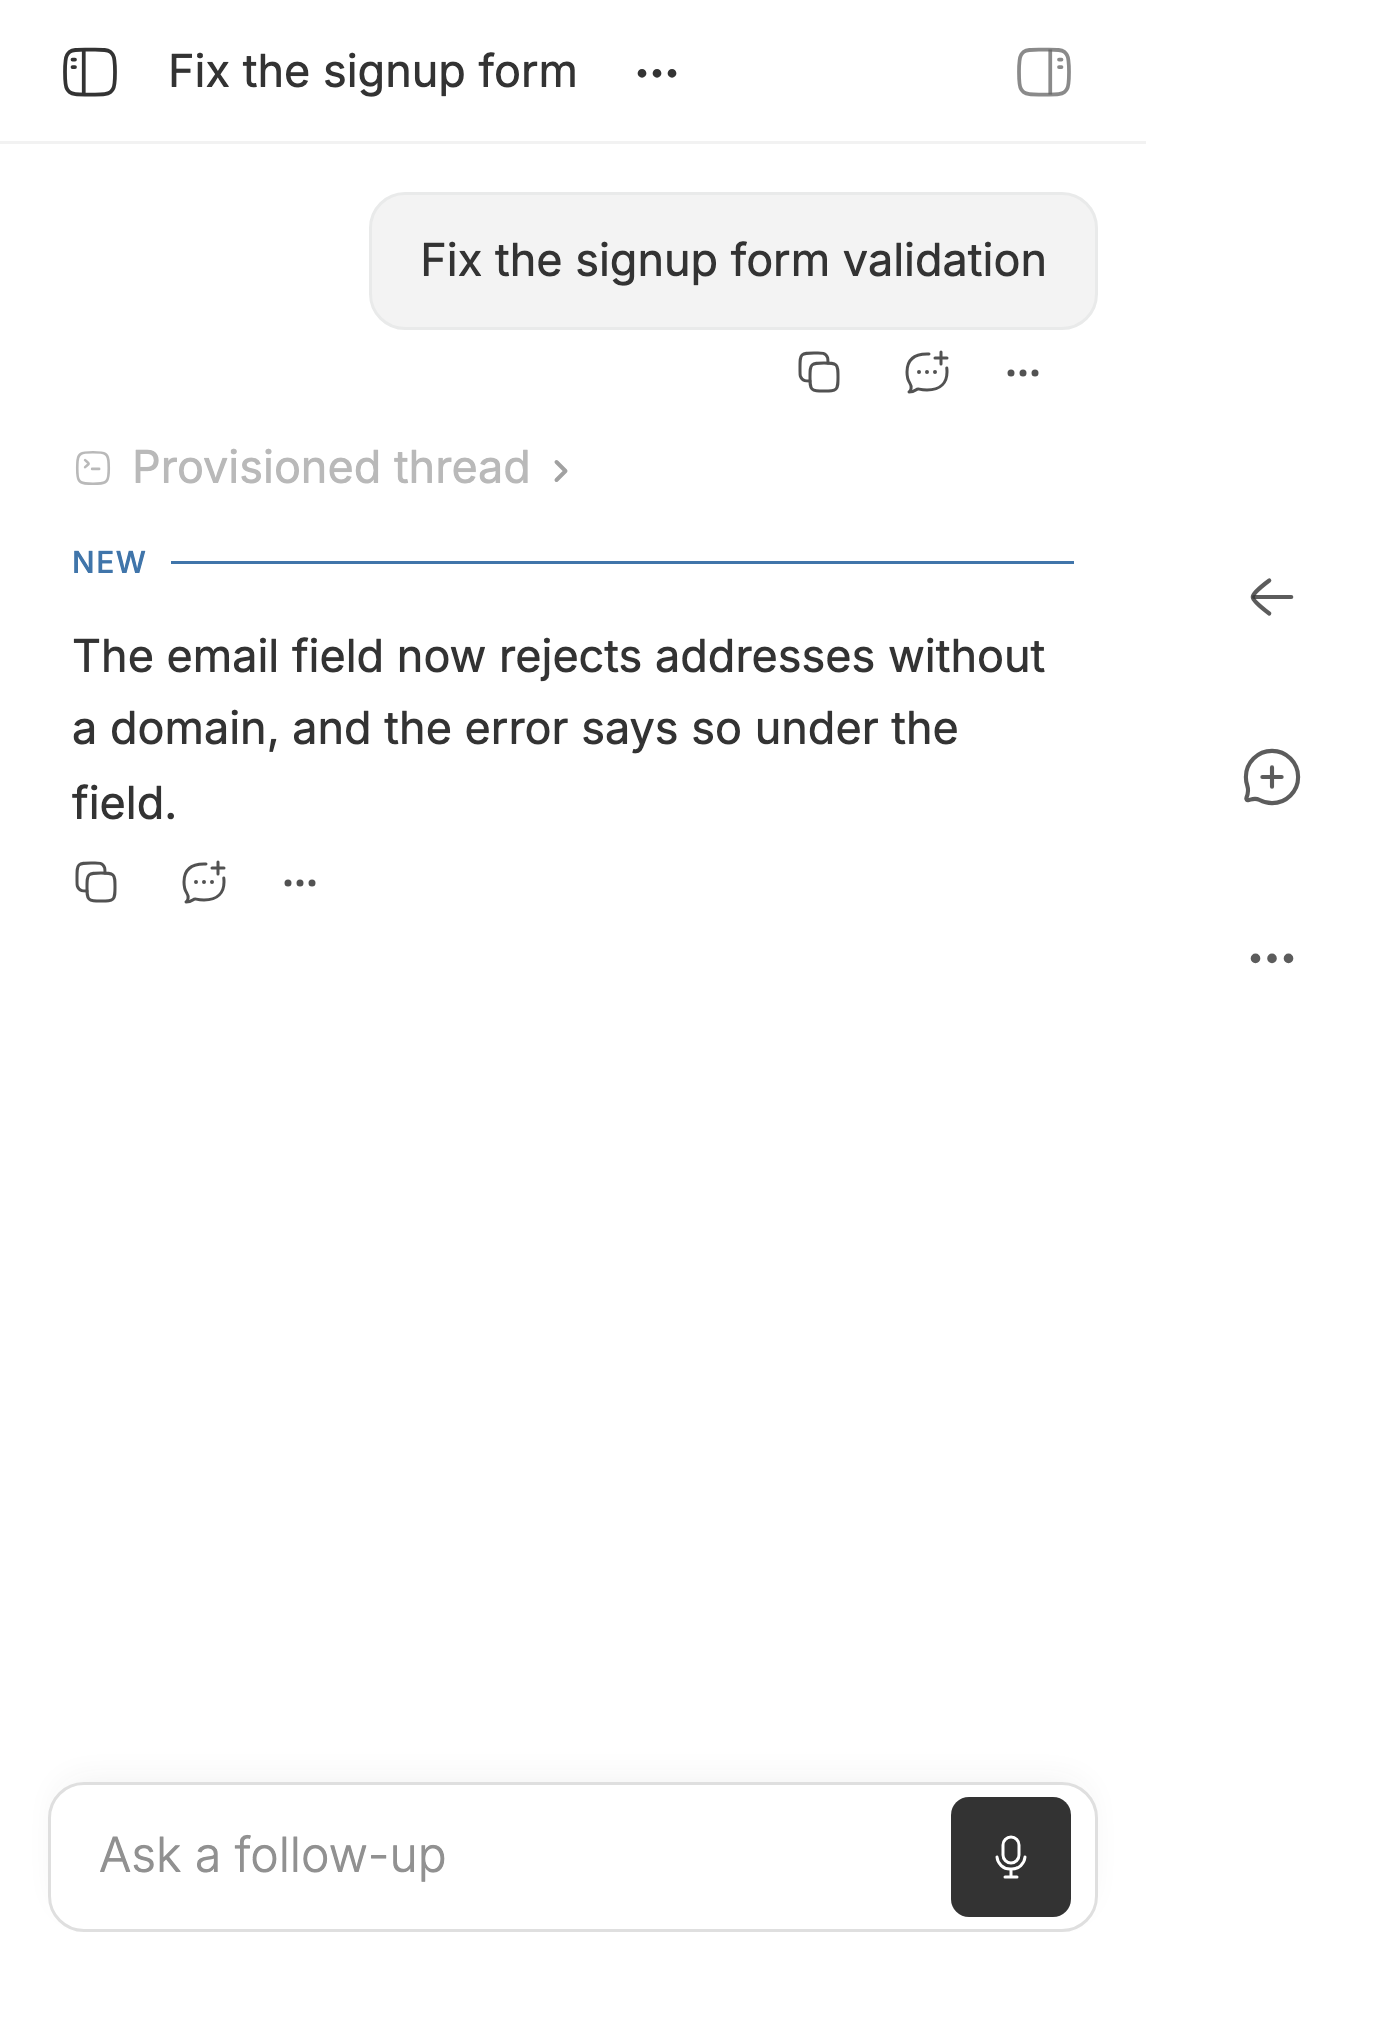 Fix the signup form
Fix the signup form validation
Provisioned thread
NEW
The email field now rejects addresses without
a domain, and the error says so under the
field.
Ask a follow-up